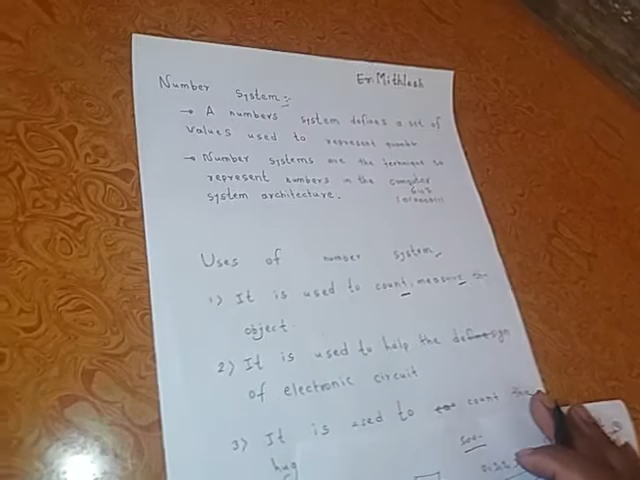 Er. Mithlesh
Number System :-
→ A numbers system defines a set of
values used to represent
→ Number systems are the technique to
represent numbers in the computer
system architecture.
Uses of number system.
1) It is used to count, measure the
object.
2) It is used to help the design
of electronic circuit
3) It is used to count the
hug